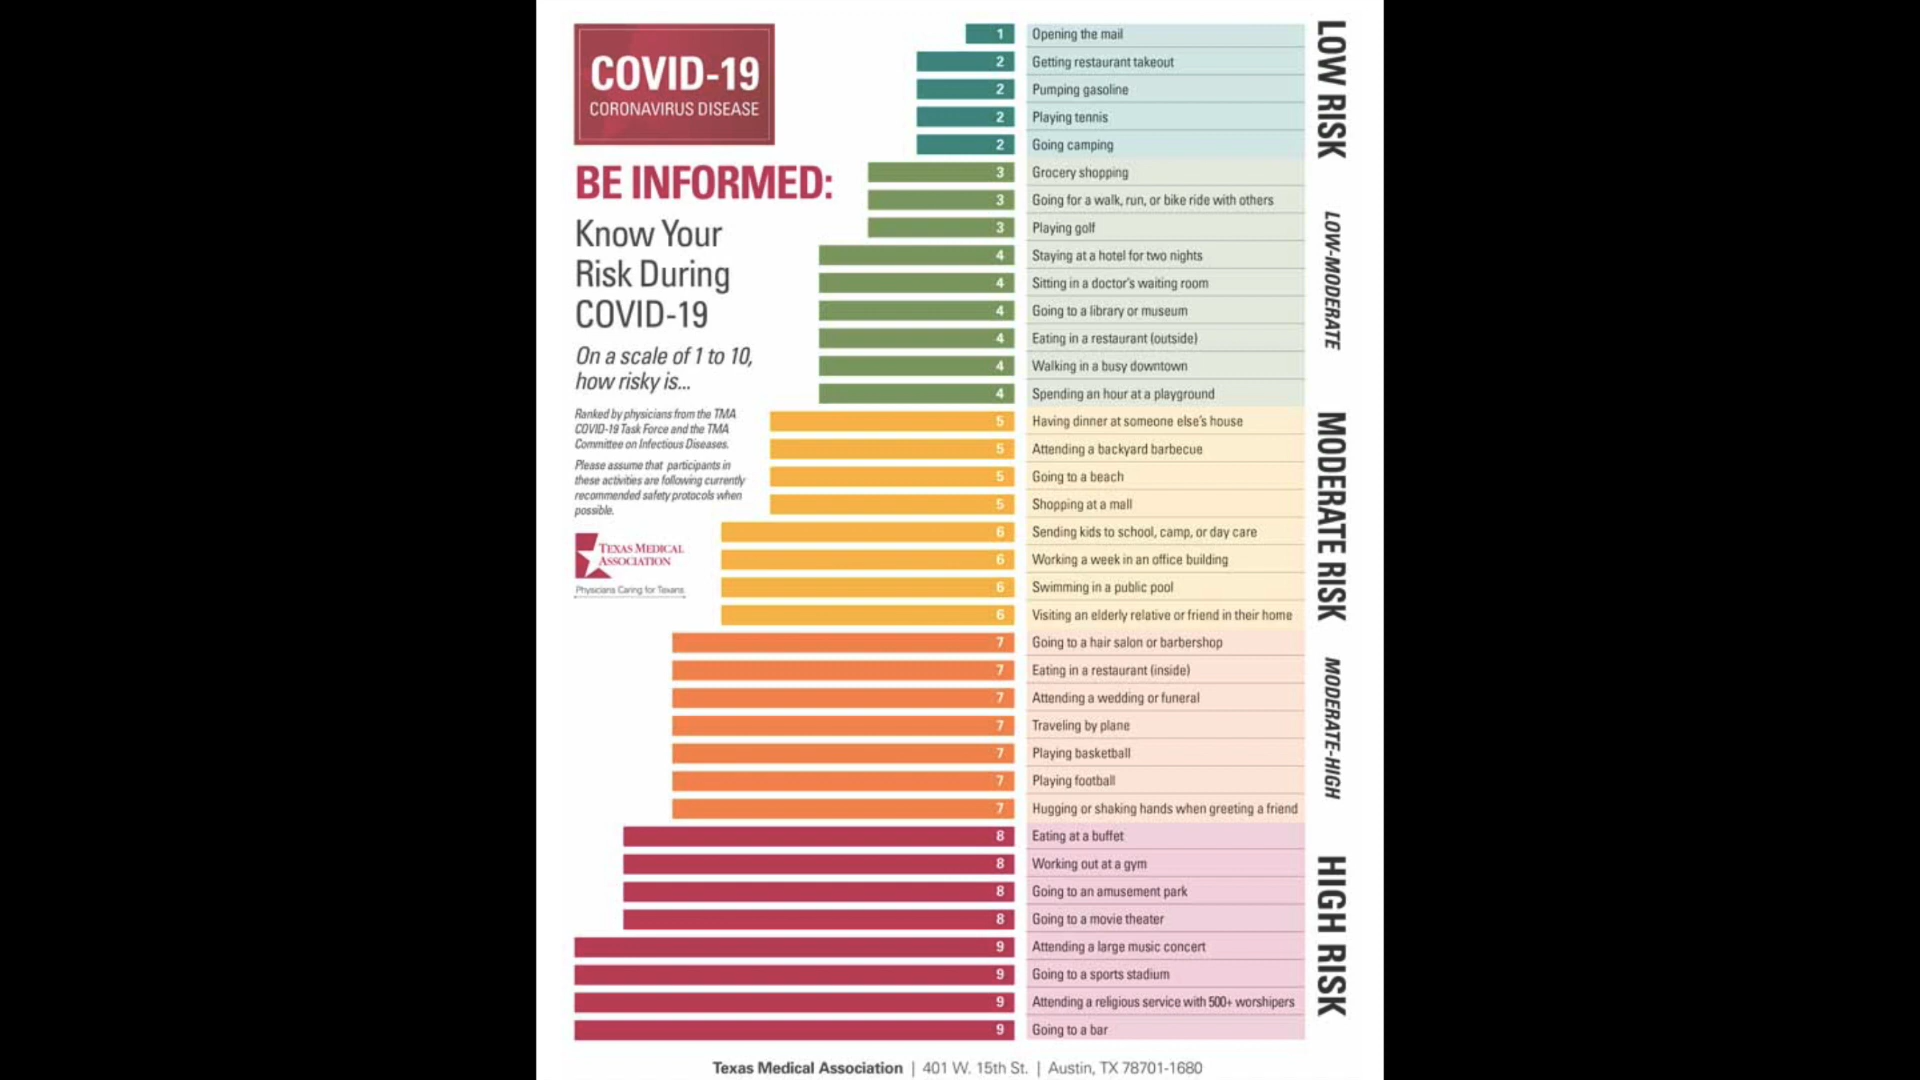 COVID-19
CORONAVIRUS DISEASE
BE INFORMED:
Know Your
Risk During
COVID-19
On a scale of 1 to 10,
how risky is...
Ranked by physicians from the TMA
COVID-19 Task Force and the TMA
Committee on Infectious Diseases.
Please assume that participants in
these activities are following currently
recommended safety protocols when
possible.
TEXAS MEDICAL
ASSOCIATION
Physicians Caring for Texans
1 Opening the mail
2 Getting restaurant takeout
2 Pumping gasoline
2 Playing tennis
2 Going camping
3 Grocery shopping
3 Going for a walk, run, or bike ride with others
3 Playing golf
4 Staying at a hotel for two nights
4 Sitting in a doctor's waiting room
4 Going to a library or museum
4 Eating in a restaurant (outside)
4 Walking in a busy downtown
4 Spending an hour at a playground
5 Having dinner at someone else's house
5 Attending a backyard barbecue
5 Going to a beach
5 Shopping at a mall
6 Sending kids to school, camp, or day care
6 Working a week in an office building
6 Swimming in a public pool
6 Visiting an elderly relative or friend in their home
7 Going to a hair salon or barbershop
7 Eating in a restaurant (inside)
7 Attending a wedding or funeral
7 Traveling by plane
7 Playing basketball
7 Playing football
7 Hugging or shaking hands when greeting a friend
8 Eating at a buffet
8 Working out at a gym
8 Going to an amusement park
8 Going to a movie theater
9 Attending a large music concert
9 Going to a sports stadium
9 Attending a religious service with 500+ worshipers
9 Going to a bar
LOW RISK
LOW-MODERATE
MODERATE RISK
MODERATE-HIGH
HIGH RISK
Texas Medical Association | 401 W. 15th St. | Austin, TX 78701-1680